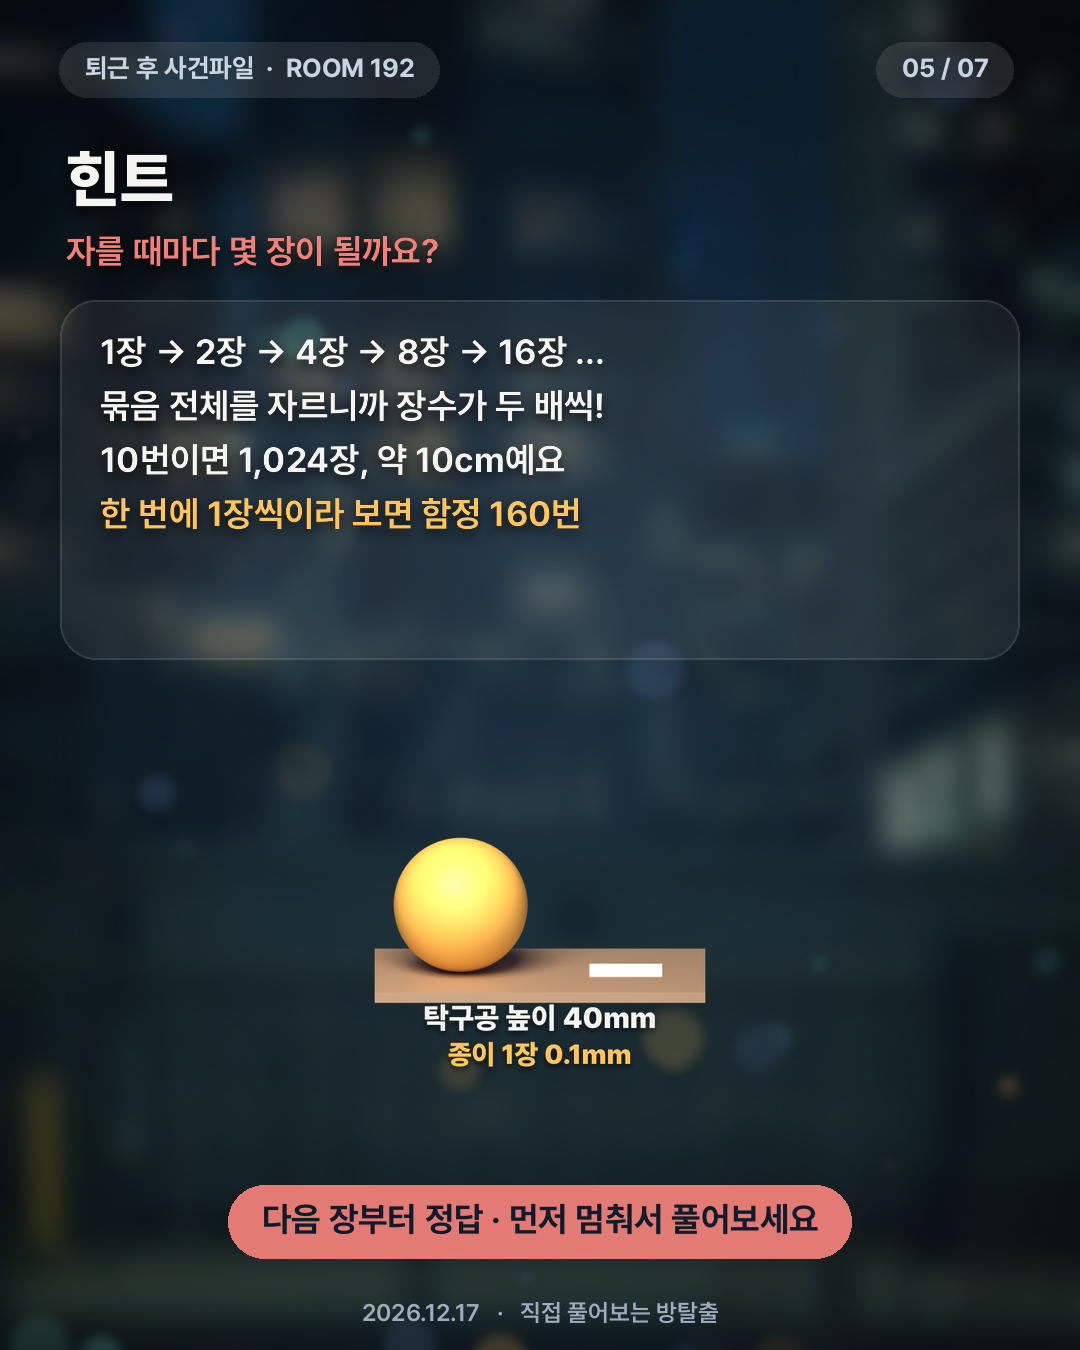 퇴근 후 사건파일 · ROOM 192
05 / 07
힌트
자를 때마다 몇 장이 될까요?
1장 → 2장 → 4장 → 8장 → 16장 ...
묶음 전체를 자르니까 장수가 두 배씩!
10번이면 1,024장, 약 10cm예요
한 번에 1장씩이라 보면 함정 160번
탁구공 높이 40mm
종이 1장 0.1mm
다음 장부터 정답 · 먼저 멈춰서 풀어보세요
2026.12.17 · 직접 풀어보는 방탈출